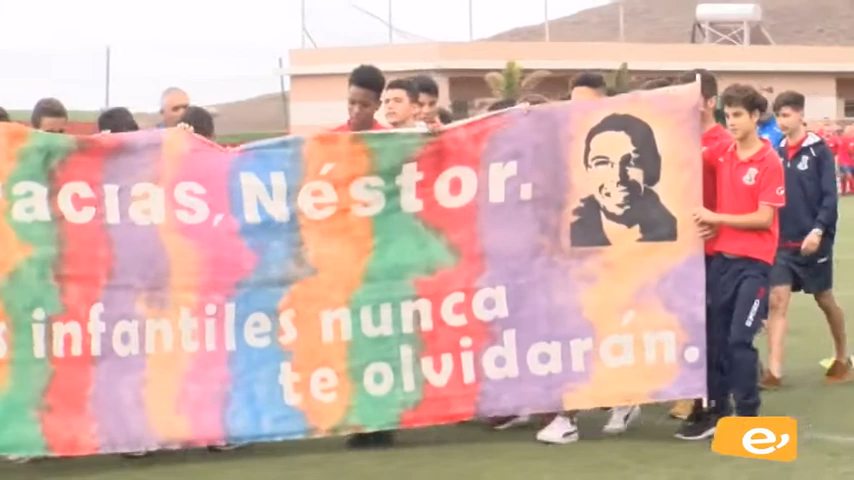 acias, Néstor.
s infantiles nunca
te olvidarán.